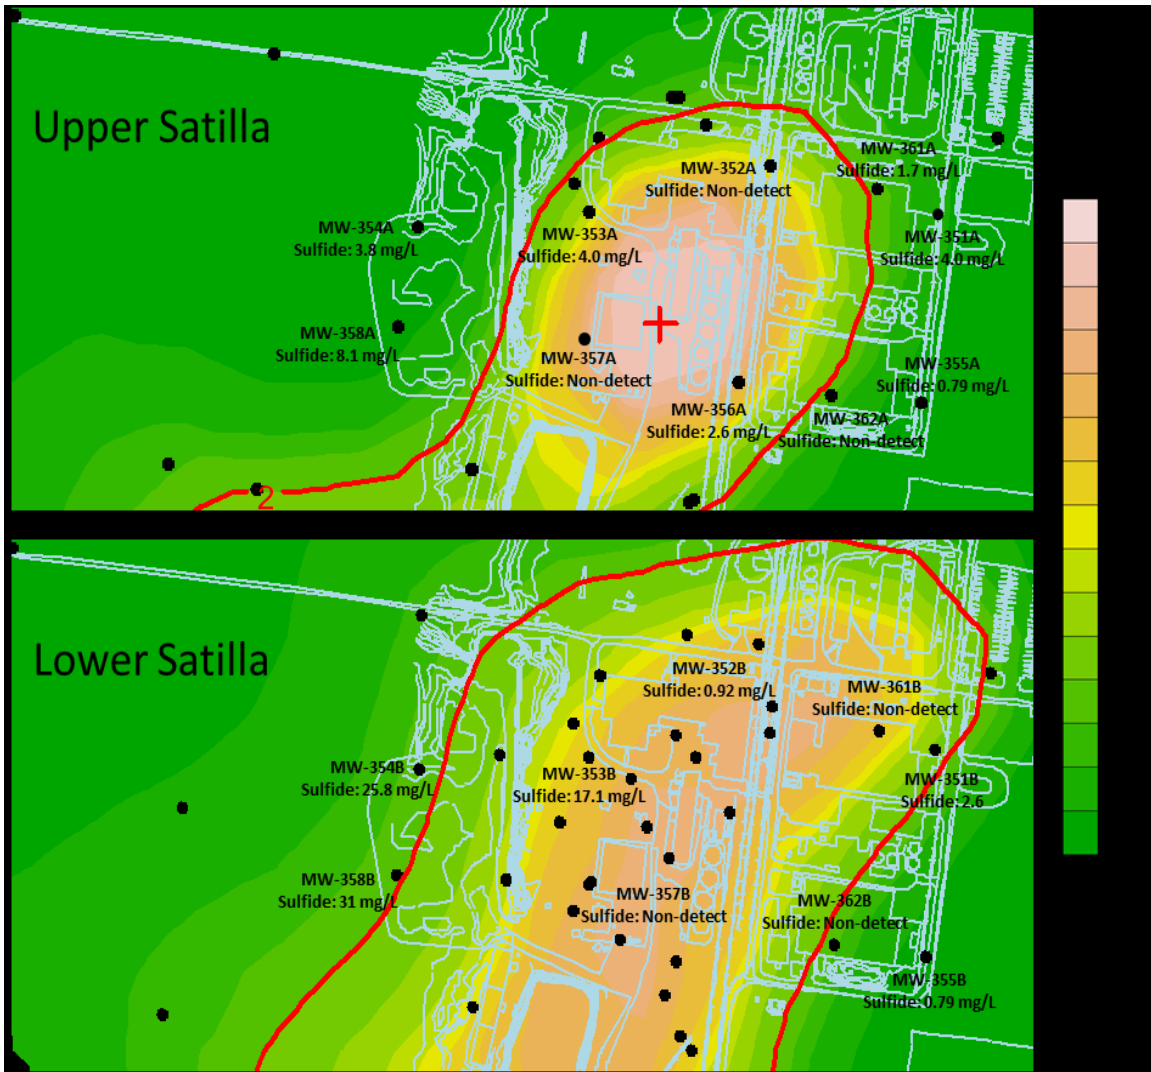 Upper Satilla
MW-361A
Sulfide: 1.7 mg/L
MW-352A
Sulfide: Non-detect
MW-354A
Sulfide: 3.8 mg/L
MW-353A
Sulfide: 4.0 mg/L
MW-351A
Sulfide: 4.0 mg/L
MW-358A
Sulfide: 8.1 mg/L
MW-357A
Sulfide: Non-detect
MW-355A
Sulfide: 0.79 mg/L
MW-356A
Sulfide: 2.6 mg/L
MW-362A
Sulfide: Non-detect
2
Lower Satilla
MW-352B
Sulfide: 0.92 mg/L
MW-361B
Sulfide: Non-detect
MW-354B
Sulfide: 25.8 mg/L
MW-353B
Sulfide: 17.1 mg/L
MW-351B
Sulfide: 2.6
MW-358B
Sulfide: 31 mg/L
MW-357B
Sulfide: Non-detect
MW-362B
Sulfide: Non-detect
MW-355B
Sulfide: 0.79 mg/L